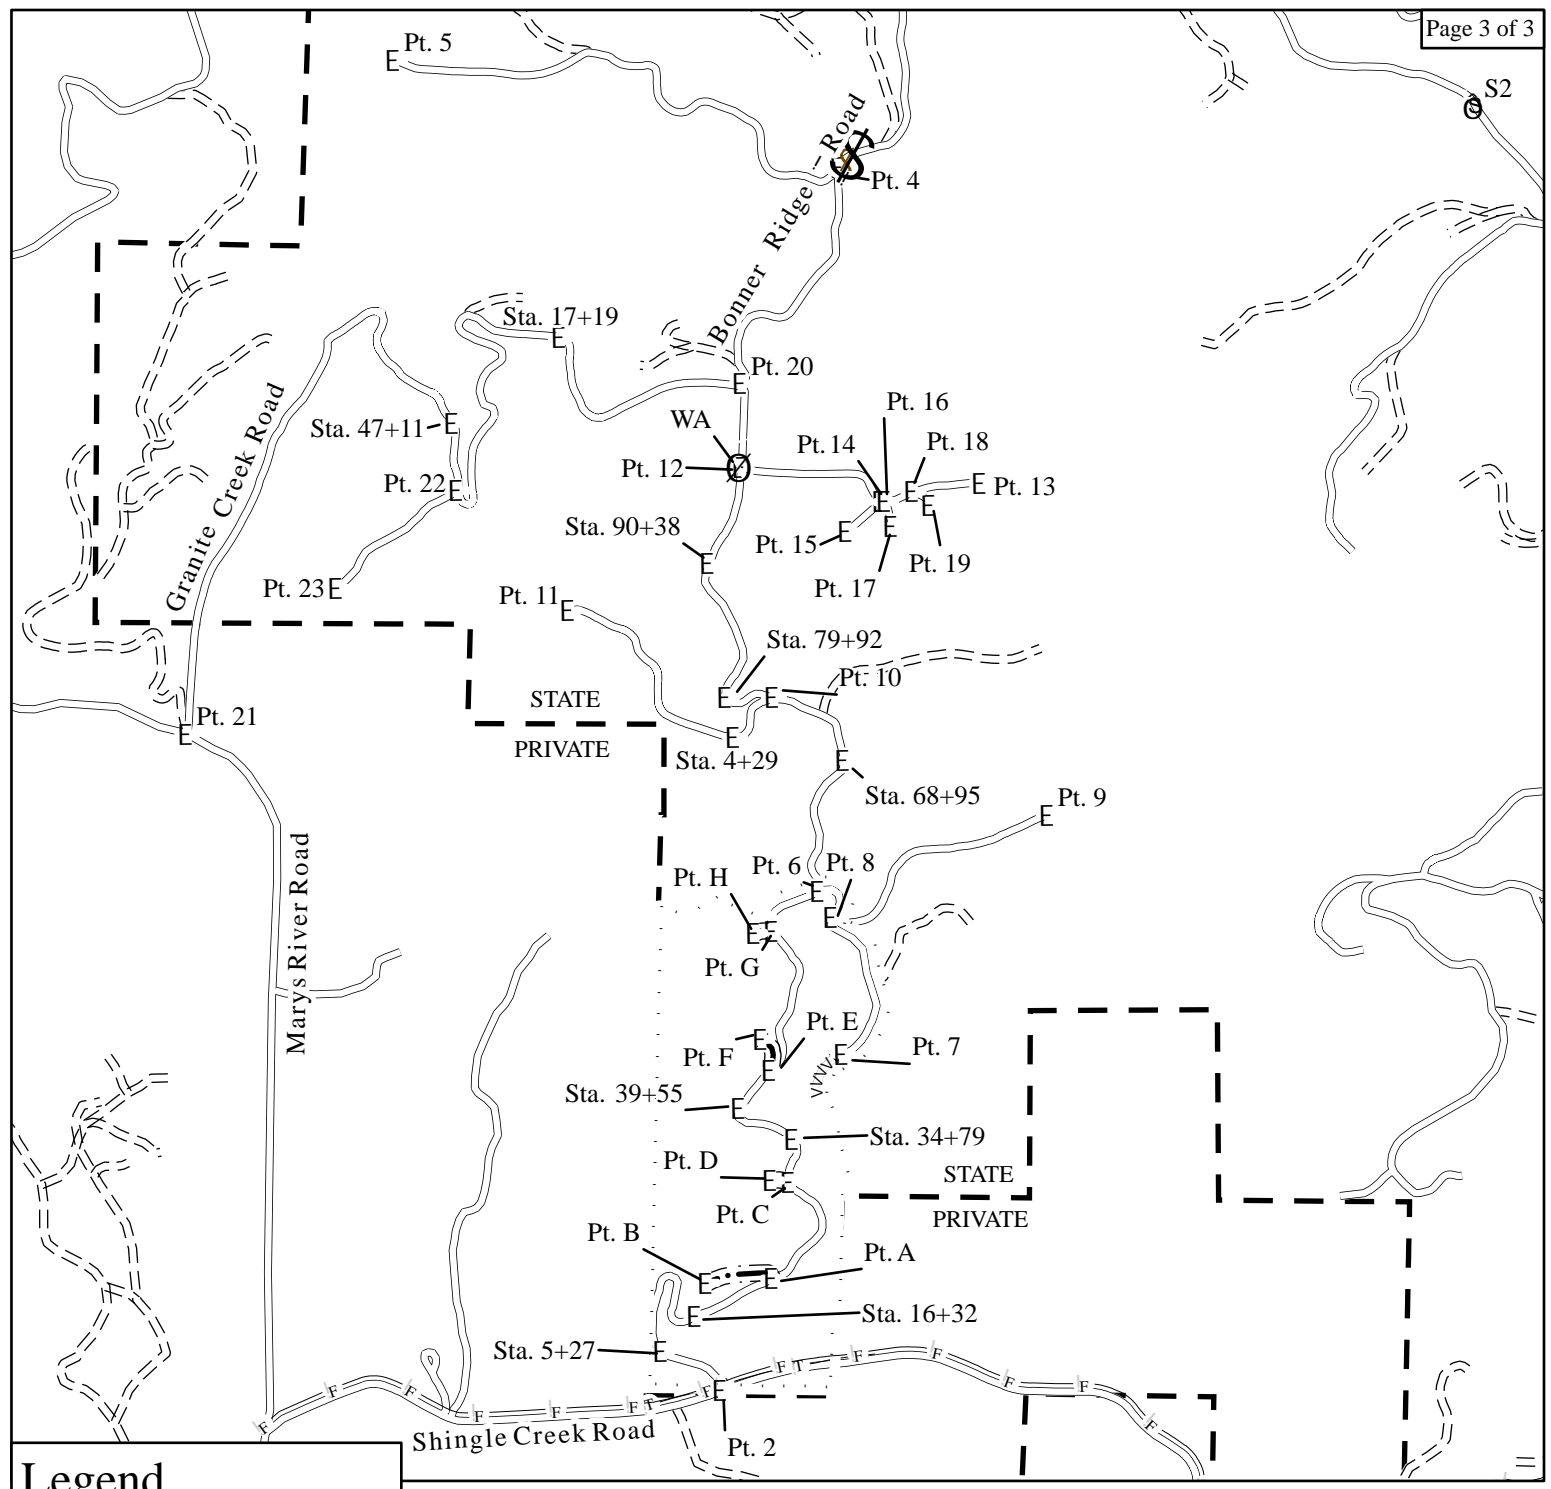 Page 3 of 3
Pt. 5
S2
Pt. 4
Bonner Ridge Road
Sta. 17+19
Pt. 20
Pt. 16
WA
Sta. 47+11
Pt. 14
Pt. 18
Pt. 12
Pt. 22
Pt. 13
Granite Creek Road
Sta. 90+38
Pt. 15
Pt. 19
Pt. 23
Pt. 17
Pt. 11
Sta. 79+92
Pt. 10
STATE
Pt. 21
PRIVATE
Sta. 4+29
Sta. 68+95
Pt. 9
Pt. 6
Pt. 8
Pt. H
Marys River Road
Pt. G
Pt. E
Pt. F
Pt. 7
Sta. 39+55
Sta. 34+79
Pt. D
STATE
Pt. C
PRIVATE
Pt. B
Pt. A
Sta. 16+32
Sta. 5+27
Shingle Creek Road
Pt. 2
Legend